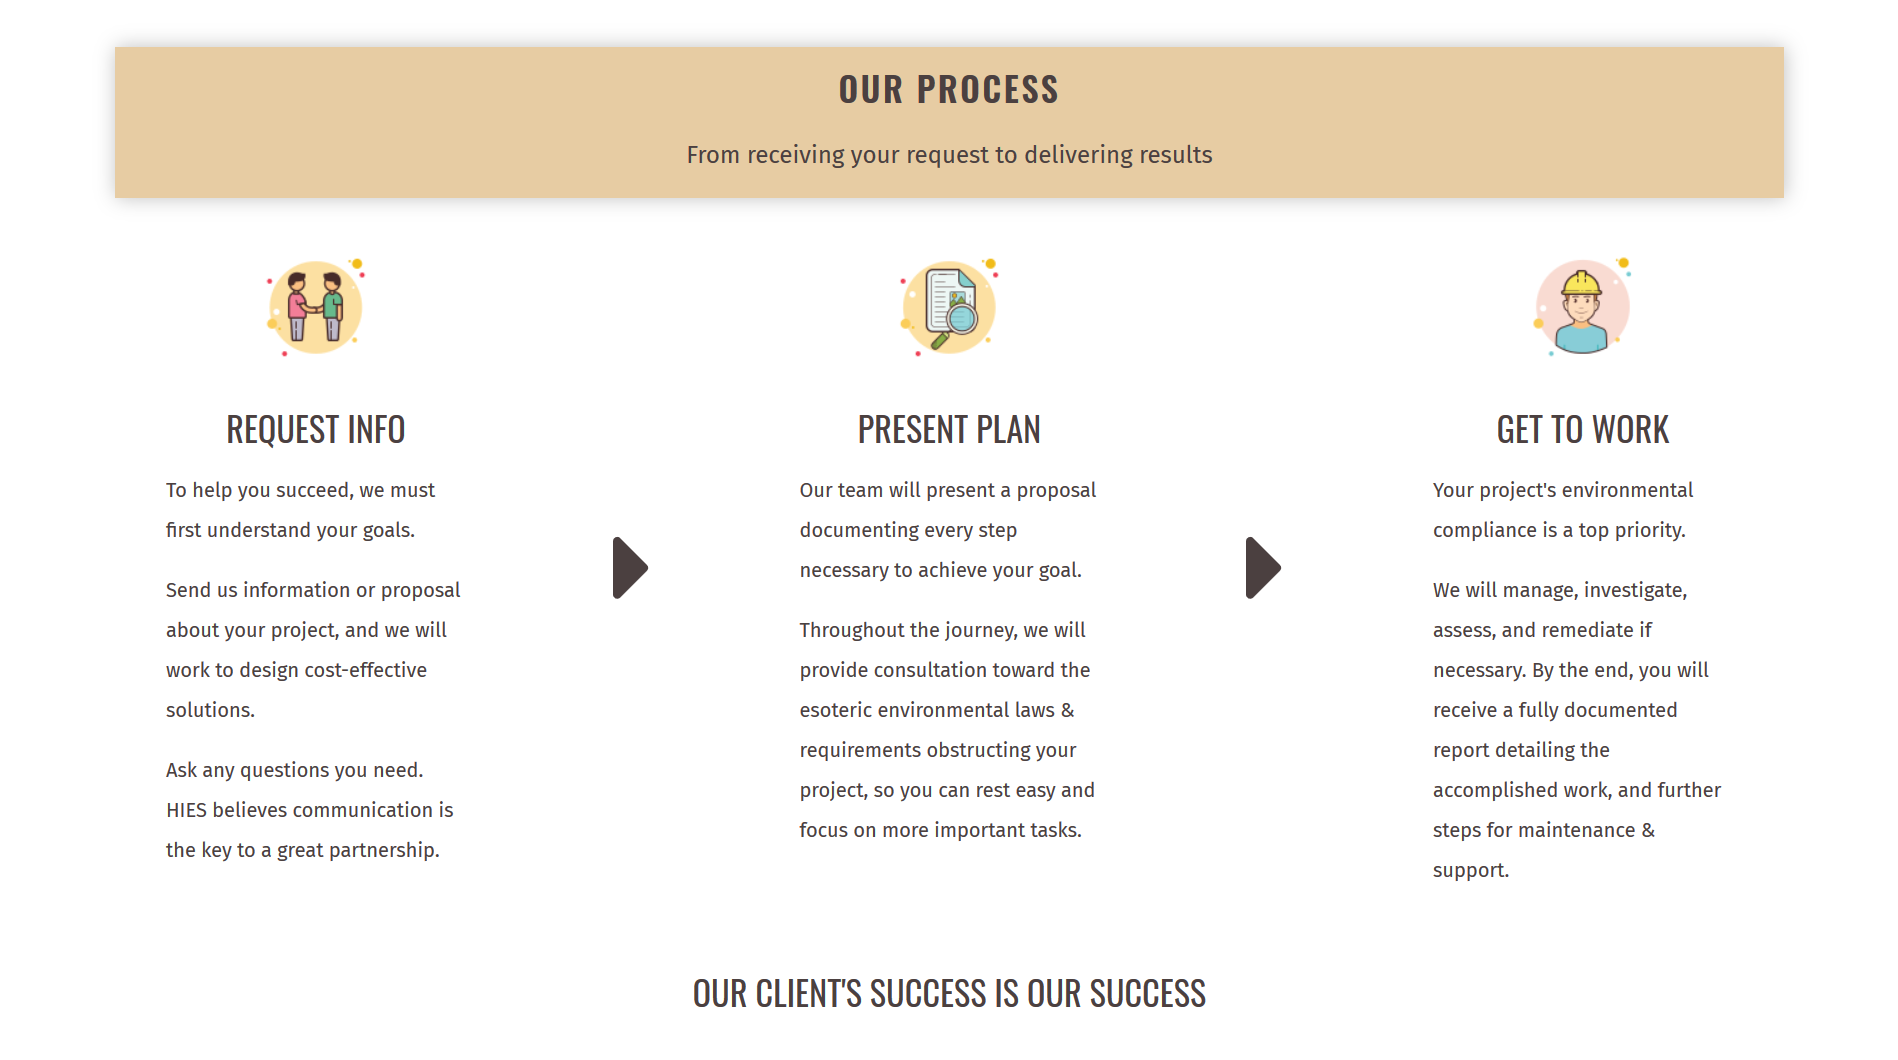 OUR PROCESS
From receiving your request to delivering results
REQUEST INFO
To help you succeed, we must
first understand your goals.
Send us information or proposal
about your project, and we will
work to design cost-effective
solutions.
Ask any questions you need.
HIES believes communication is
the key to a great partnership.
PRESENT PLAN
Our team will present a proposal
documenting every step
necessary to achieve your goal.
Throughout the journey, we will
provide consultation toward the
esoteric environmental laws &
requirements obstructing your
project, so you can rest easy and
focus on more important tasks.
GET TO WORK
Your project's environmental
compliance is a top priority.
We will manage, investigate,
assess, and remediate if
necessary. By the end, you will
receive a fully documented
report detailing the
accomplished work, and further
steps for maintenance &
support.
OUR CLIENT'S SUCCESS IS OUR SUCCESS